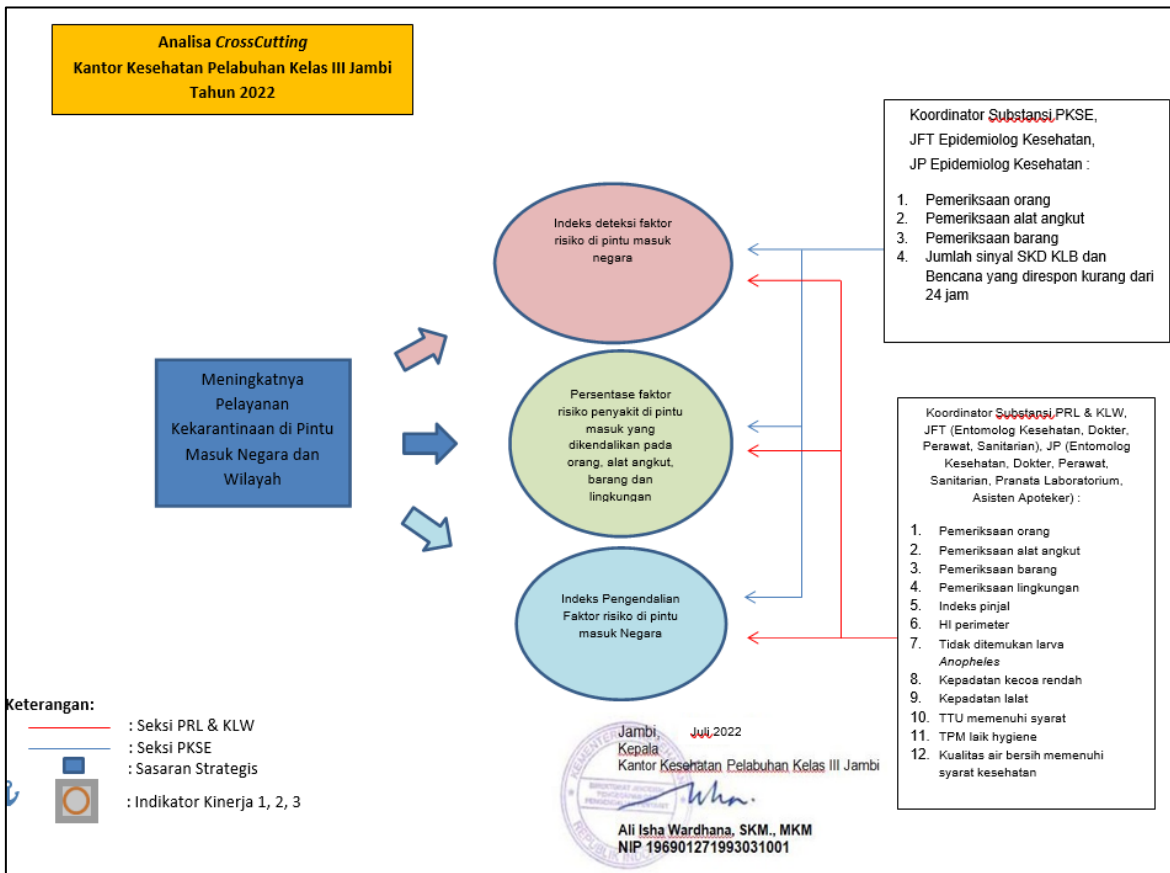 Analisa CrossCutting
Kantor Kesehatan Pelabuhan Kelas III Jambi
Tahun 2022
Koordinator Substansi PKSE,
JFT Epidemiolog Kesehatan,
JP Epidemiolog Kesehatan :
1. Pemeriksaan orang
2. Pemeriksaan alat angkut
3. Pemeriksaan barang
4. Jumlah sinyal SKD KLB dan
Bencana yang direspon kurang dari
24 jam
Indeks deteksi faktor
risiko di pintu masuk
negara
Meningkatnya
Pelayanan
Kekarantinaan di Pintu
Masuk Negara dan
Wilayah
Persentase faktor
risiko penyakit di pintu
masuk yang
dikendalikan pada
orang, alat angkut,
barang dan
lingkungan
Indeks Pengendalian
Faktor risiko di pintu
masuk Negara
Koordinator Substansi PRL & KLW,
JFT (Entomolog Kesehatan, Dokter,
Perawat, Sanitarian), JP (Entomolog
Kesehatan, Dokter, Perawat,
Sanitarian, Pranata Laboratorium,
Asisten Apoteker) :
1. Pemeriksaan orang
2. Pemeriksaan alat angkut
3. Pemeriksaan barang
4. Pemeriksaan lingkungan
5. Indeks pinjal
6. HI perimeter
7. Tidak ditemukan larva
Anopheles
8. Kepadatan kecoa rendah
9. Kepadatan lalat
10. TTU memenuhi syarat
11. TPM laik hygiene
12. Kualitas air bersih memenuhi
syarat kesehatan
Keterangan:
: Seksi PRL & KLW
: Seksi PKSE
: Sasaran Strategis
: Indikator Kinerja 1, 2, 3
Jambi, Juli 2022
Kepala
Kantor Kesehatan Pelabuhan Kelas III Jambi
Ali Isha Wardhana, SKM., MKM
NIP 196901271993031001
REPUBLIK INDONESIA